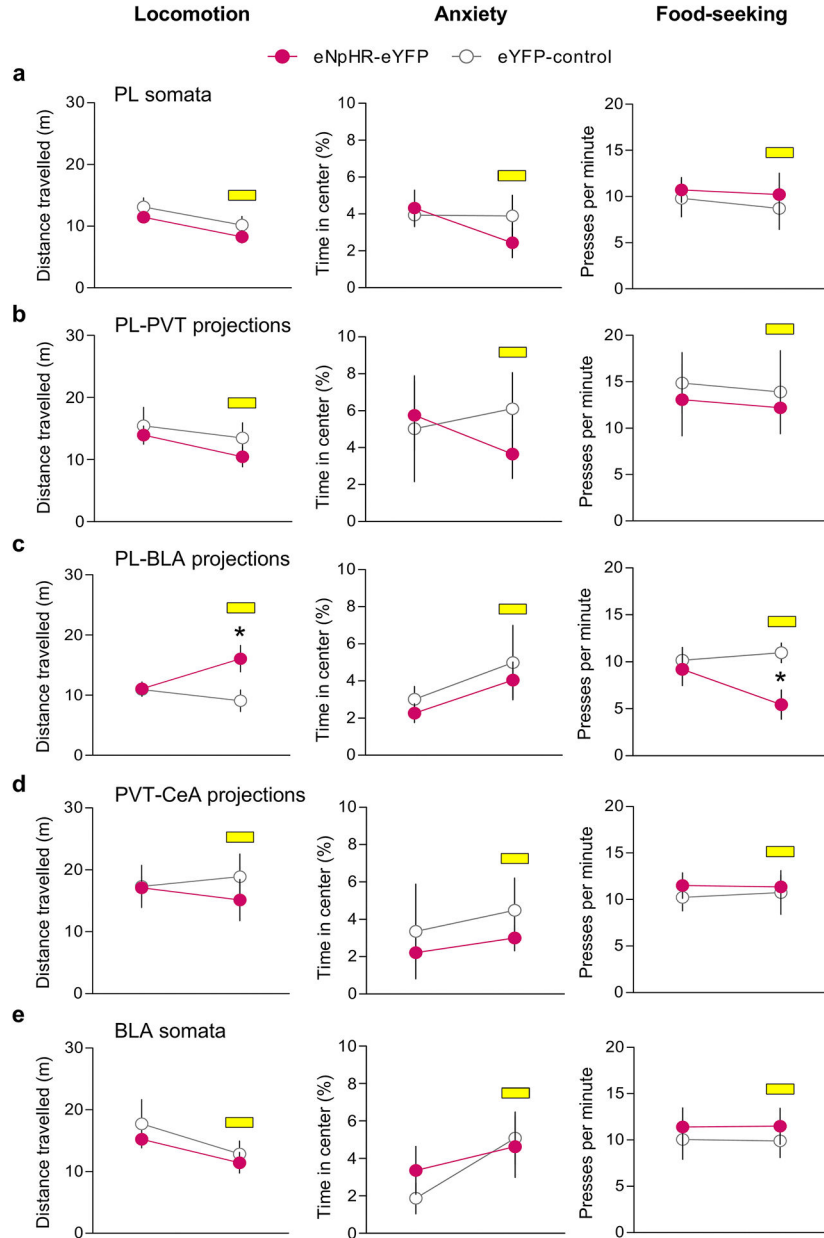 Locomotion Anxiety Food-seeking
eNpHR-eYFP eYFP-control
a
PL somata
Distance travelled (m)
30
20
10
0
Time in center (%)
10
8
6
4
2
0
Presses per minute
20
15
10
5
0
b
PL-PVT projections
Distance travelled (m)
30
20
10
0
Time in center (%)
10
8
6
4
2
0
Presses per minute
20
15
10
5
0
c
PL-BLA projections
Distance travelled (m)
30
20
10
0
*
Time in center (%)
10
8
6
4
2
0
Presses per minute
20
15
10
5
0
*
d
PVT-CeA projections
Distance travelled (m)
30
20
10
0
Time in center (%)
10
8
6
4
2
0
Presses per minute
20
15
10
5
0
e
BLA somata
Distance travelled (m)
30
20
10
0
Time in center (%)
10
8
6
4
2
0
Presses per minute
20
15
10
5
0